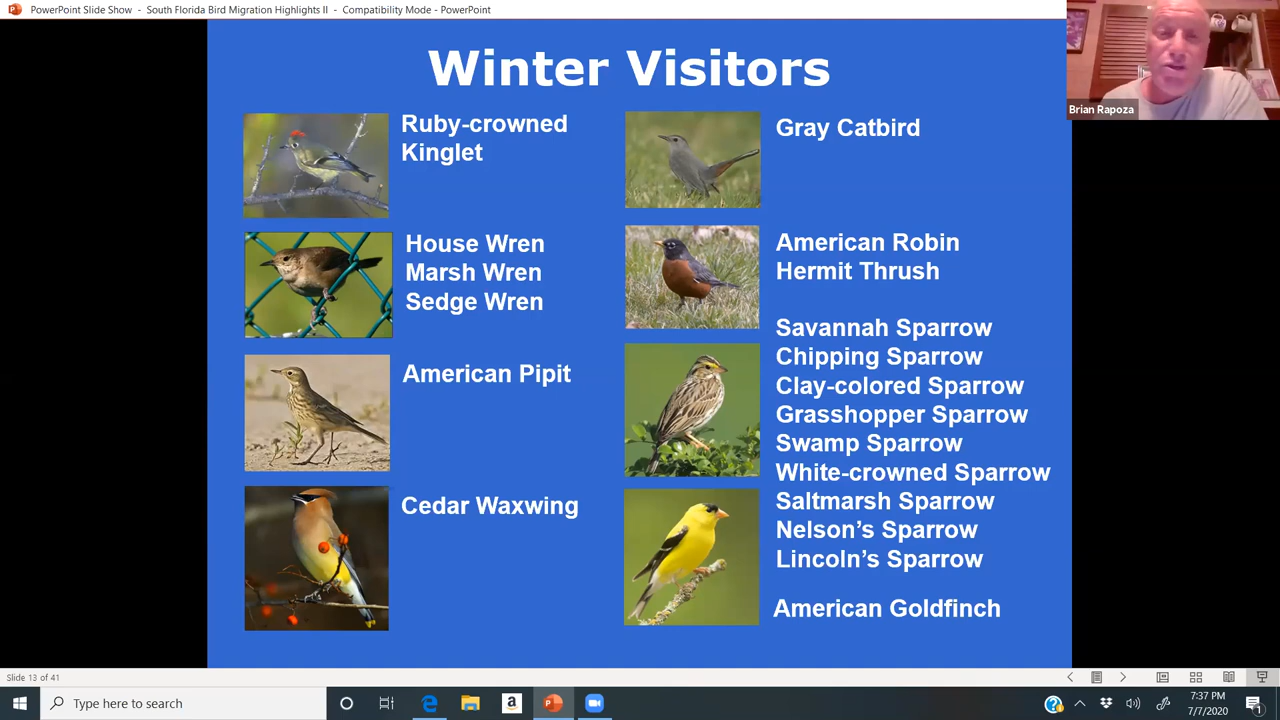 PowerPoint Slide Show - South Florida Bird Migration Highlights II - Compatibility Mode - PowerPoint
Winter Visitors
Brian Rapoza
Ruby-crowned
Kinglet
Gray Catbird
House Wren
Marsh Wren
Sedge Wren
American Robin
Hermit Thrush
American Pipit
Savannah Sparrow
Chipping Sparrow
Clay-colored Sparrow
Grasshopper Sparrow
Swamp Sparrow
White-crowned Sparrow
Saltmarsh Sparrow
Nelson's Sparrow
Lincoln's Sparrow
Cedar Waxwing
American Goldfinch
Slide 13 of 41
Type here to search
7:37 PM
7/7/2020